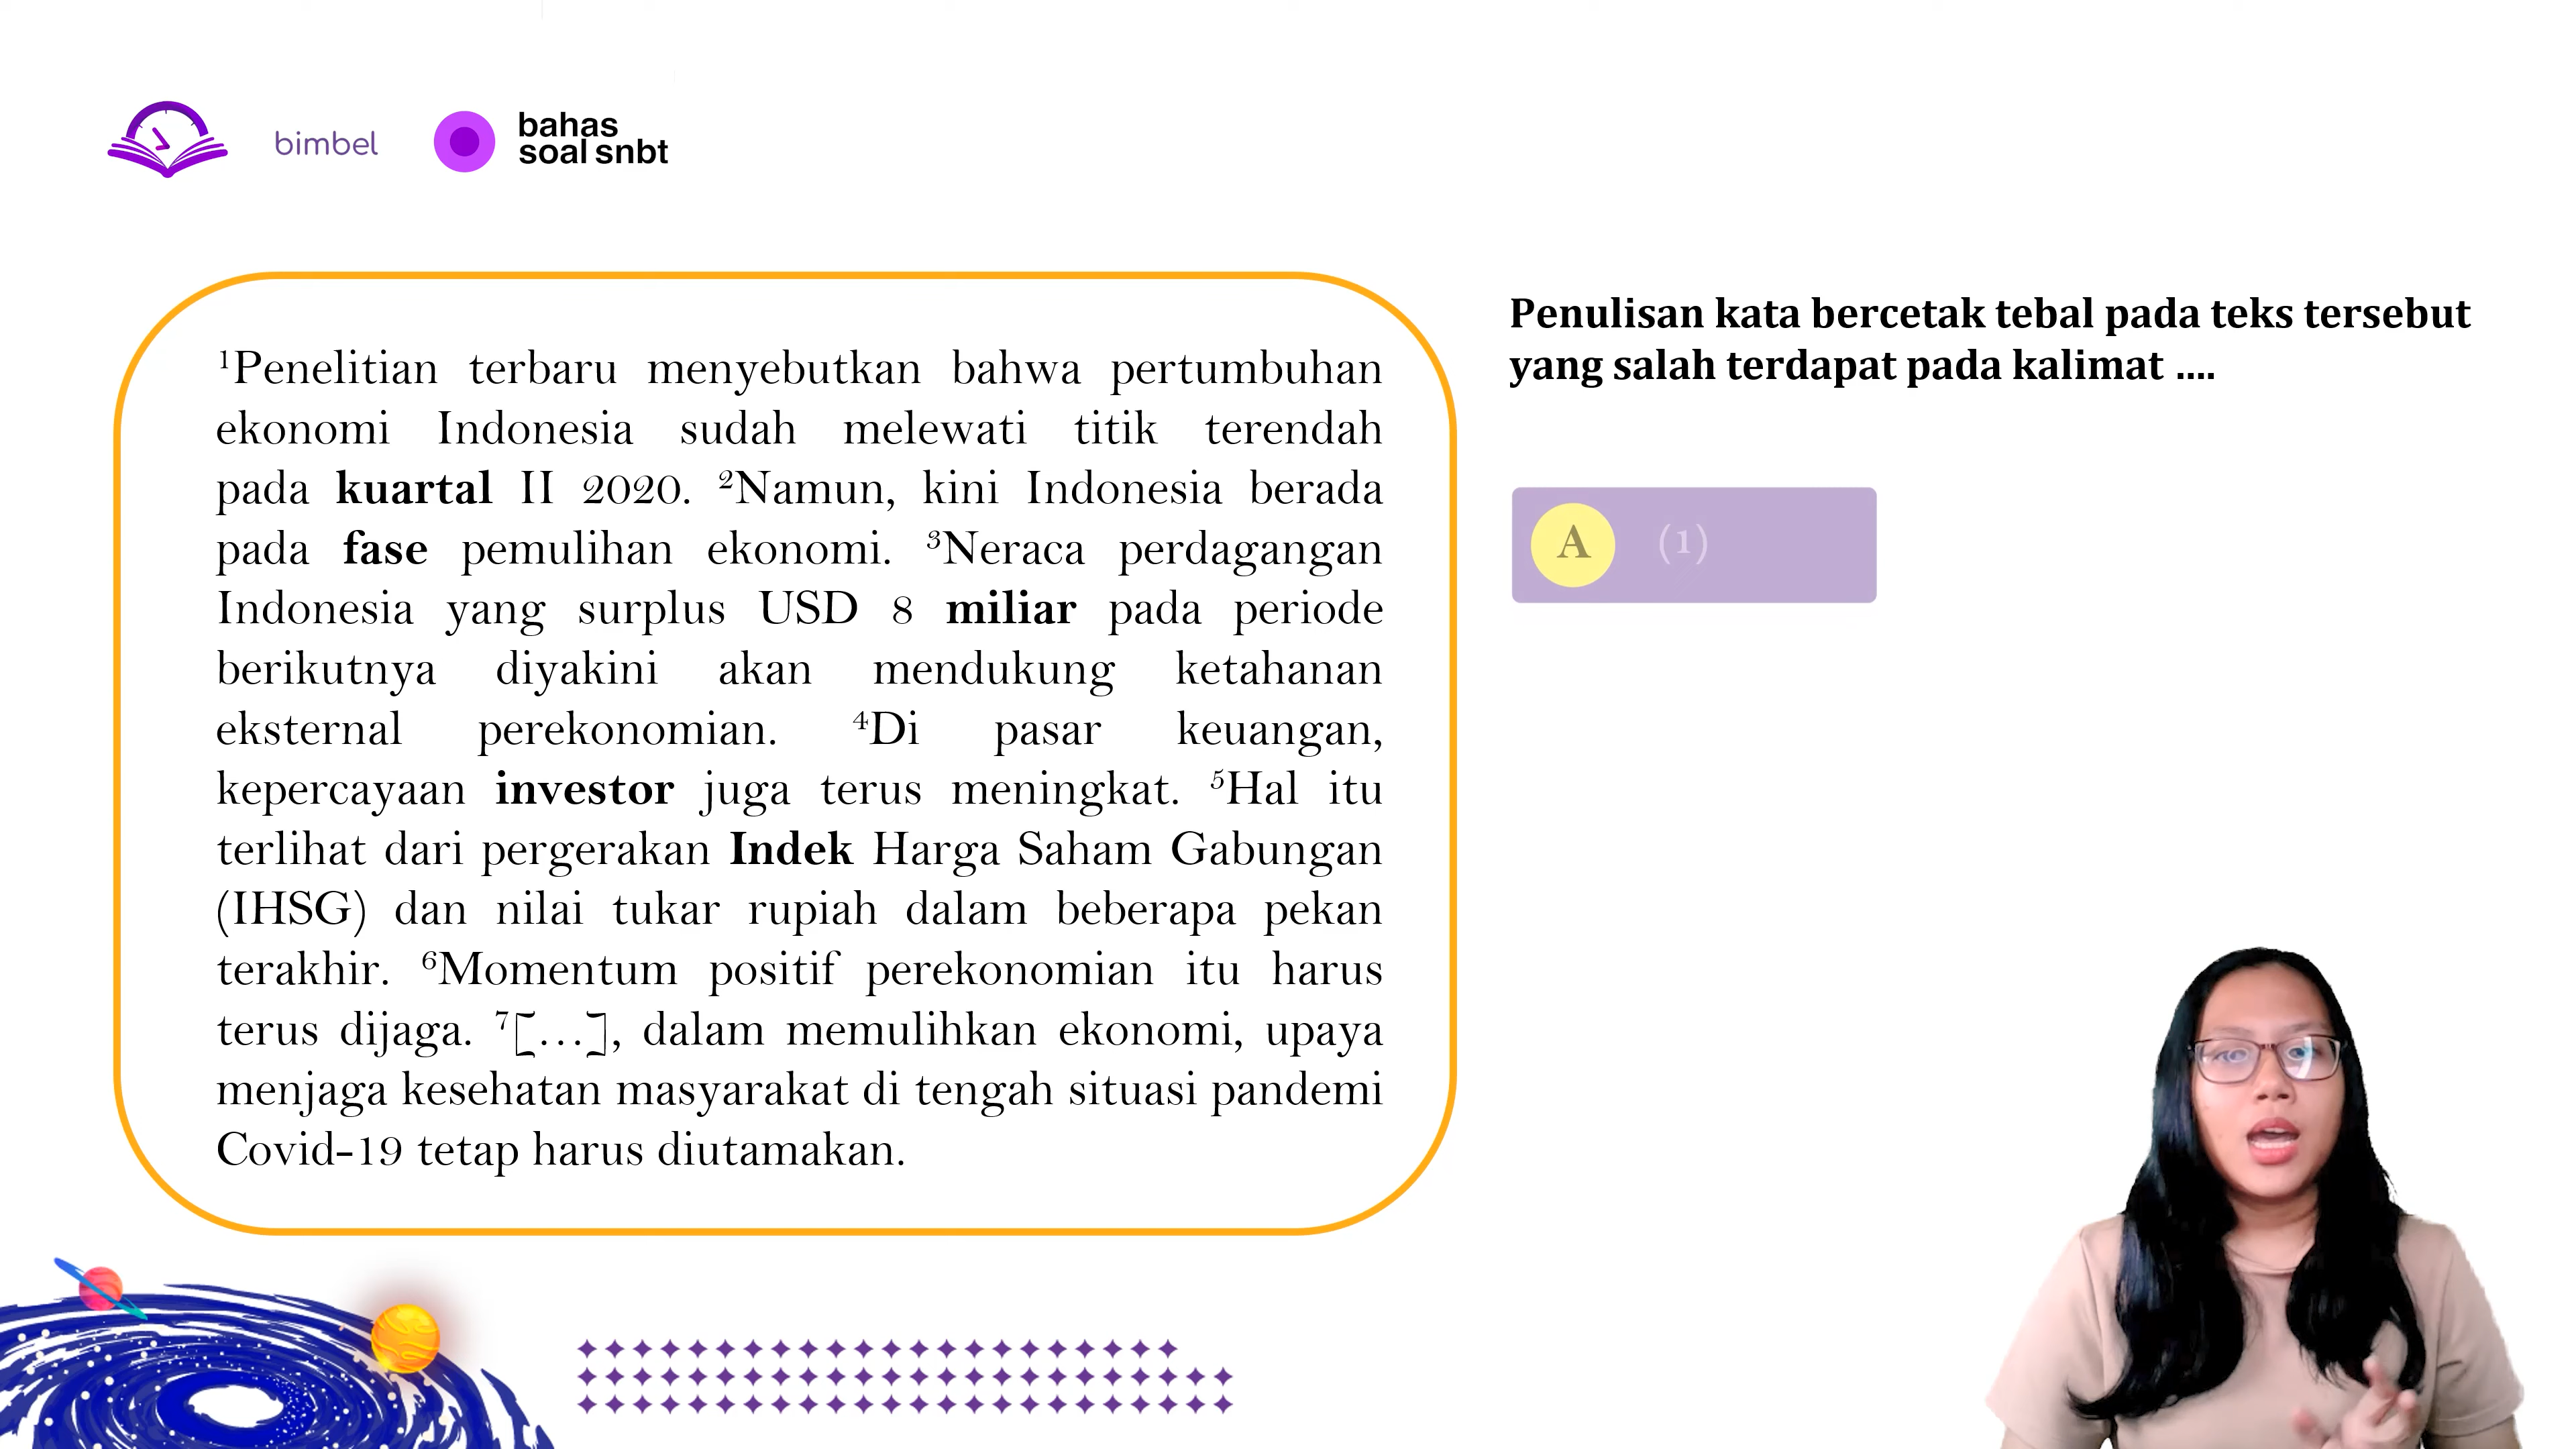 bimbel
bahas
soal snbt
¹Penelitian terbaru menyebutkan bahwa pertumbuhan
ekonomi Indonesia sudah melewati titik terendah
pada kuartal II 2020. ²Namun, kini Indonesia berada
pada fase pemulihan ekonomi. ³Neraca perdagangan
Indonesia yang surplus USD 8 miliar pada periode
berikutnya diyakini akan mendukung ketahanan
eksternal perekonomian. ⁴Di pasar keuangan,
kepercayaan investor juga terus meningkat. ⁵Hal itu
terlihat dari pergerakan Indek Harga Saham Gabungan
(IHSG) dan nilai tukar rupiah dalam beberapa pekan
terakhir. ⁶Momentum positif perekonomian itu harus
terus dijaga. ⁷[…], dalam memulihkan ekonomi, upaya
menjaga kesehatan masyarakat di tengah situasi pandemi
Covid-19 tetap harus diutamakan.
Penulisan kata bercetak tebal pada teks tersebut
yang salah terdapat pada kalimat ....
A (1)